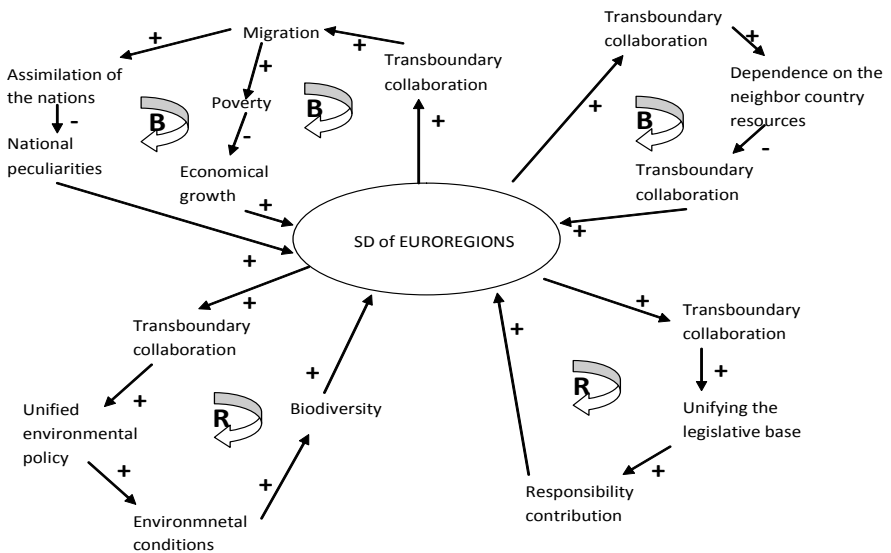 Transboundary
collaboration
+
Dependence on the
neighbor country
resources
-
Transboundary
collaboration
+
+
B
Migration
+
Transboundary
collaboration
+
+
Assimilation of
the nations
-
National
peculiarities
+
B
+
Poverty
-
Economical
growth
+
B
SD of EUROREGIONS
+
Transboundary
collaboration
+
Unified
environmental
policy
+
Environmnetal
conditions
+
Biodiversity
+
R
+
Transboundary
collaboration
+
Unifying the
legislative base
+
Responsibility
contribution
+
R